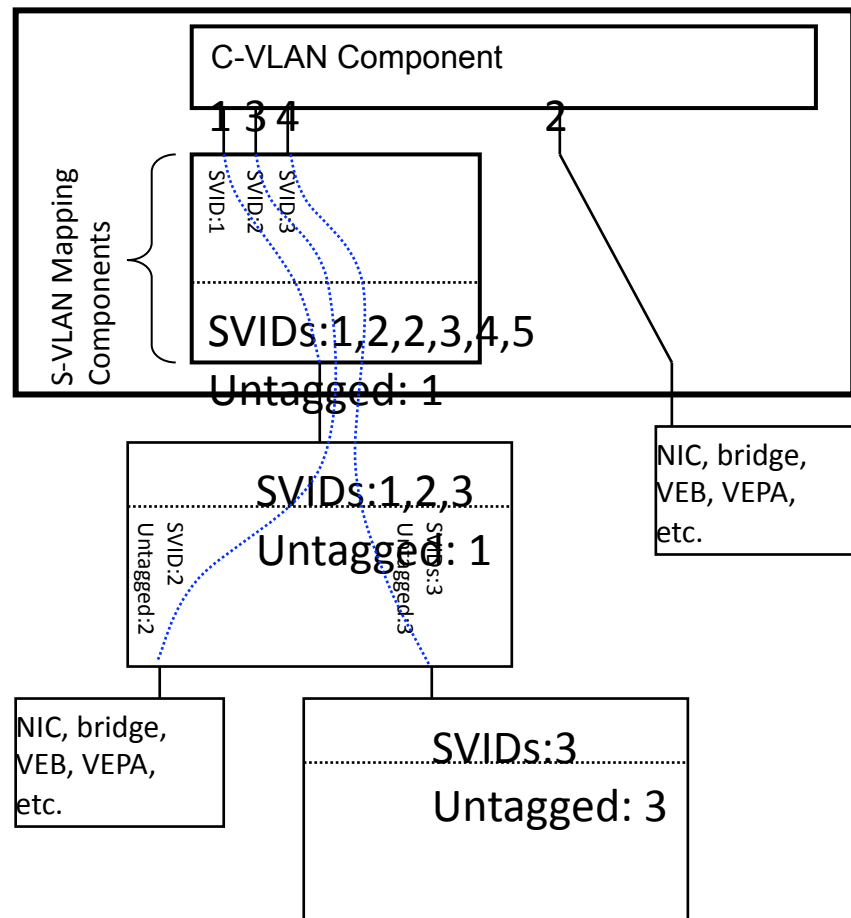 C-VLAN Component
1 3 4 2
S-VLAN Mapping
Components
SVID:1
SVID:2
SVID:3
SVIDs:1,2,2,3,4,5
Untagged: 1
NIC, bridge,
VEB, VEPA,
etc.
SVIDs:1,2,3
Untagged: 1
SVID:2
Untagged:2
SVIDs:3
Untagged:3
NIC, bridge,
VEB, VEPA,
etc.
SVIDs:3
Untagged: 3